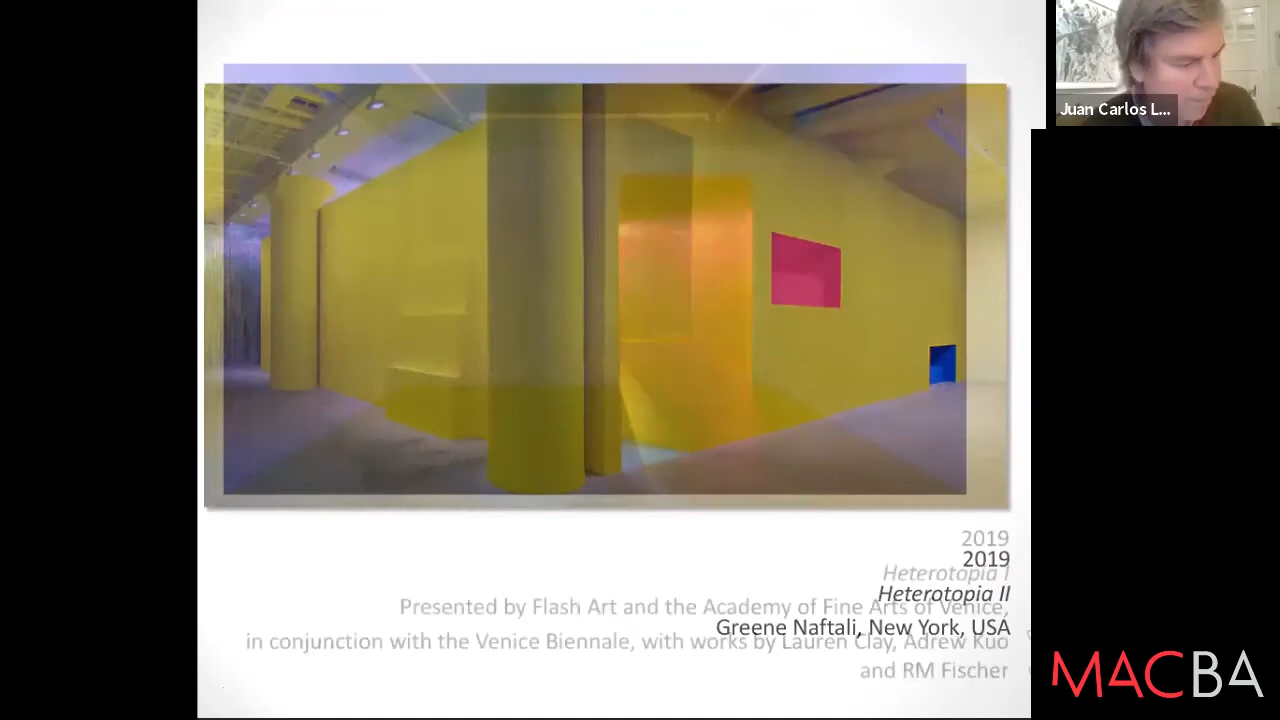 Juan Carlos L...
2019
2019
Heterotopia I
Heterotopia II
Presented by Flash Art and the Academy of Fine Arts of Venice,
Greene Naftali, New York, USA
in conjunction with the Venice Biennale, with works by Lauren Clay, Adrew Kuo
and RM Fischer
MACBA